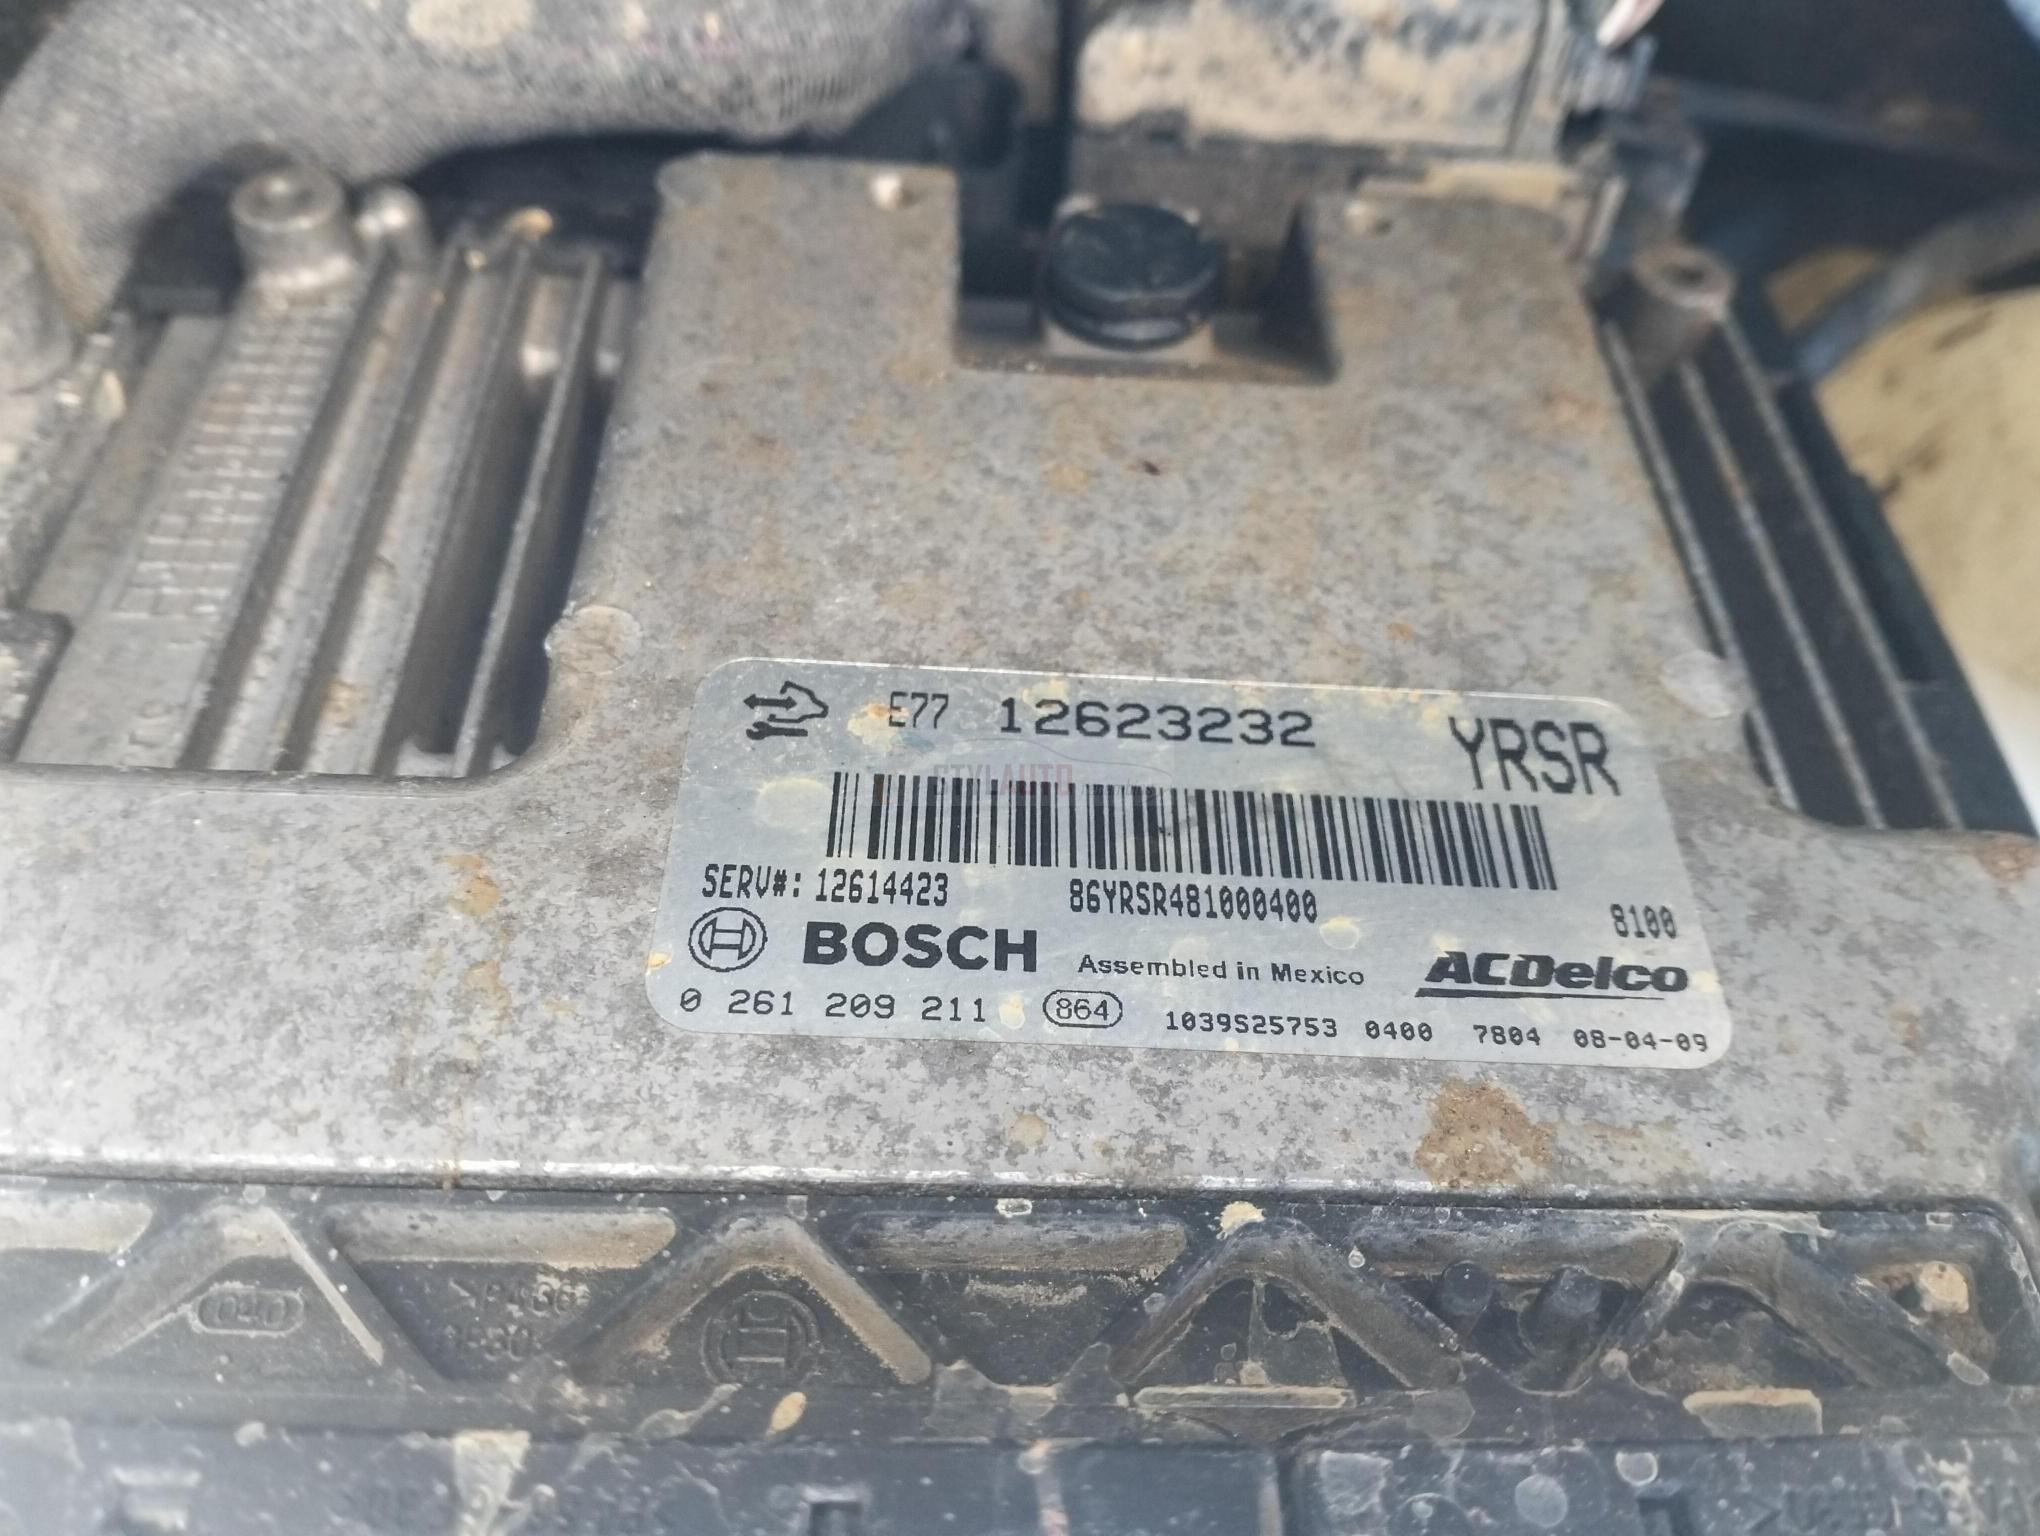 E77 12623232 YRSR
STYLAUTO
SERV#: 12614423 86YRSR481000400 8100
BOSCH Assembled in Mexico ACDelco
0 261 209 211 864 1039S25753 0400 7804 08-04-09